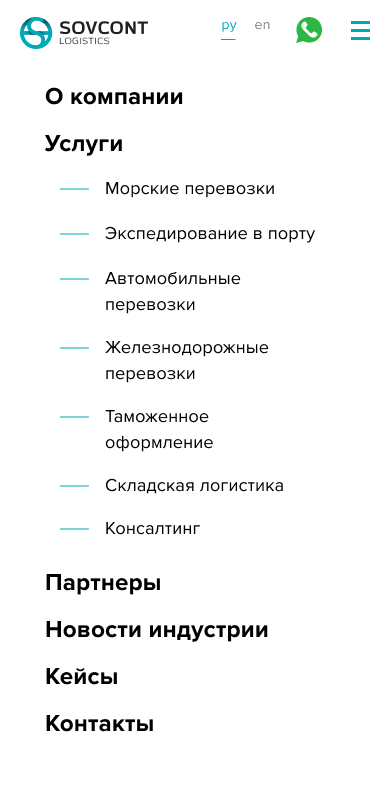 SOVCONT
LOGISTICS
ру en
О компании
Услуги
Морские перевозки
Экспедирование в порту
Автомобильные
перевозки
Железнодорожные
перевозки
Таможенное
оформление
Складская логистика
Консалтинг
Партнеры
Новости индустрии
Кейсы
Контакты